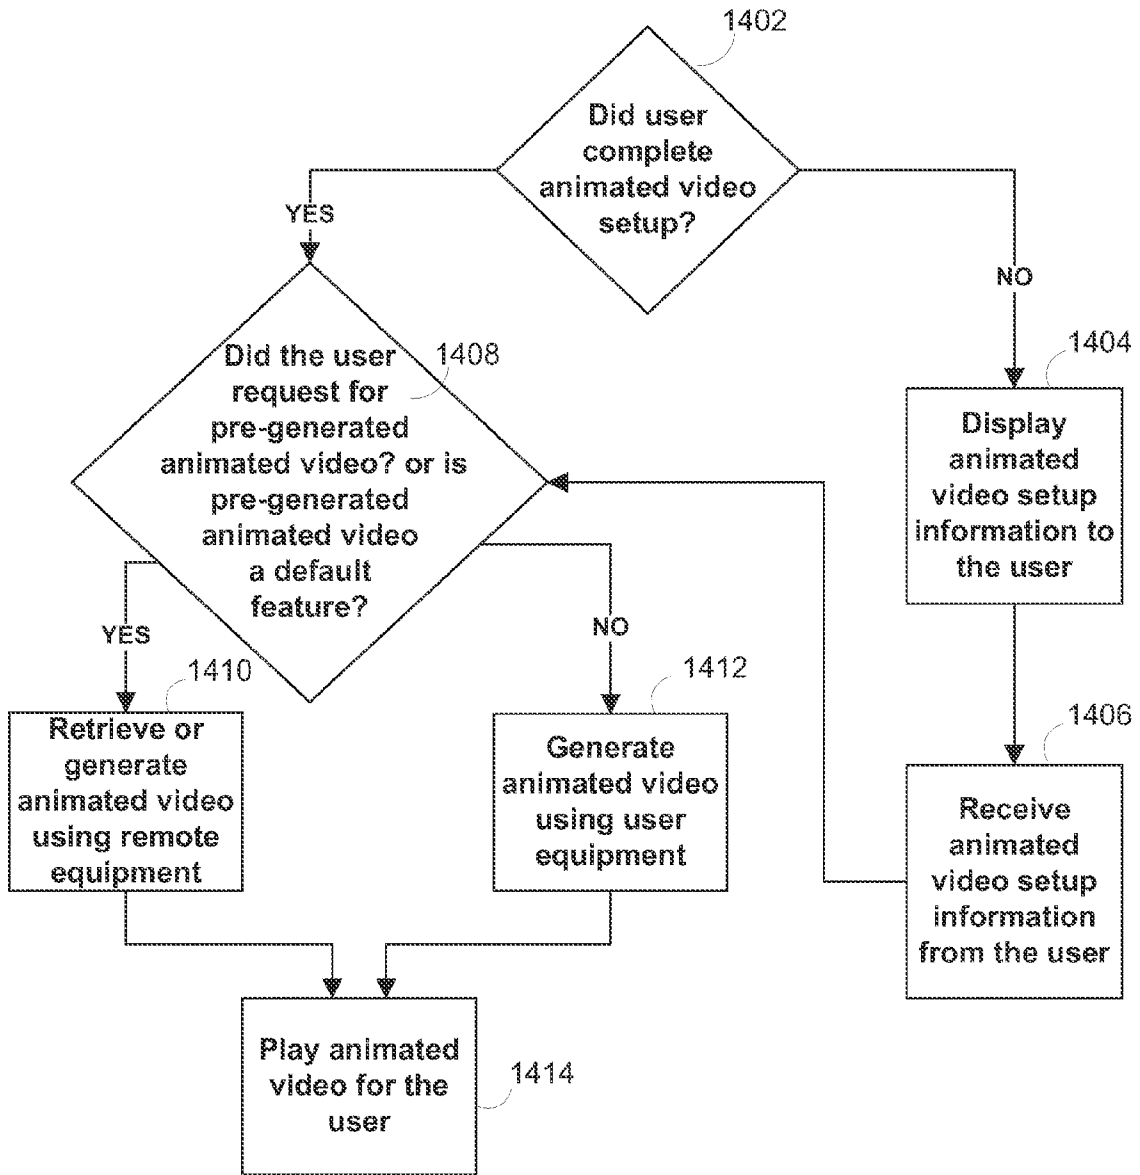 1402
Did user
complete
animated video
setup?
YES
NO
1408
Did the user
request for
pre-generated
animated video? or is
pre-generated
animated video
a default
feature?
1404
Display
animated
video setup
information to
the user
YES
NO
1410
Retrieve or
generate
animated video
using remote
equipment
1412
Generate
animated video
using user
equipment
1406
Receive
animated
video setup
information
from the user
Play animated
video for the
user
1414